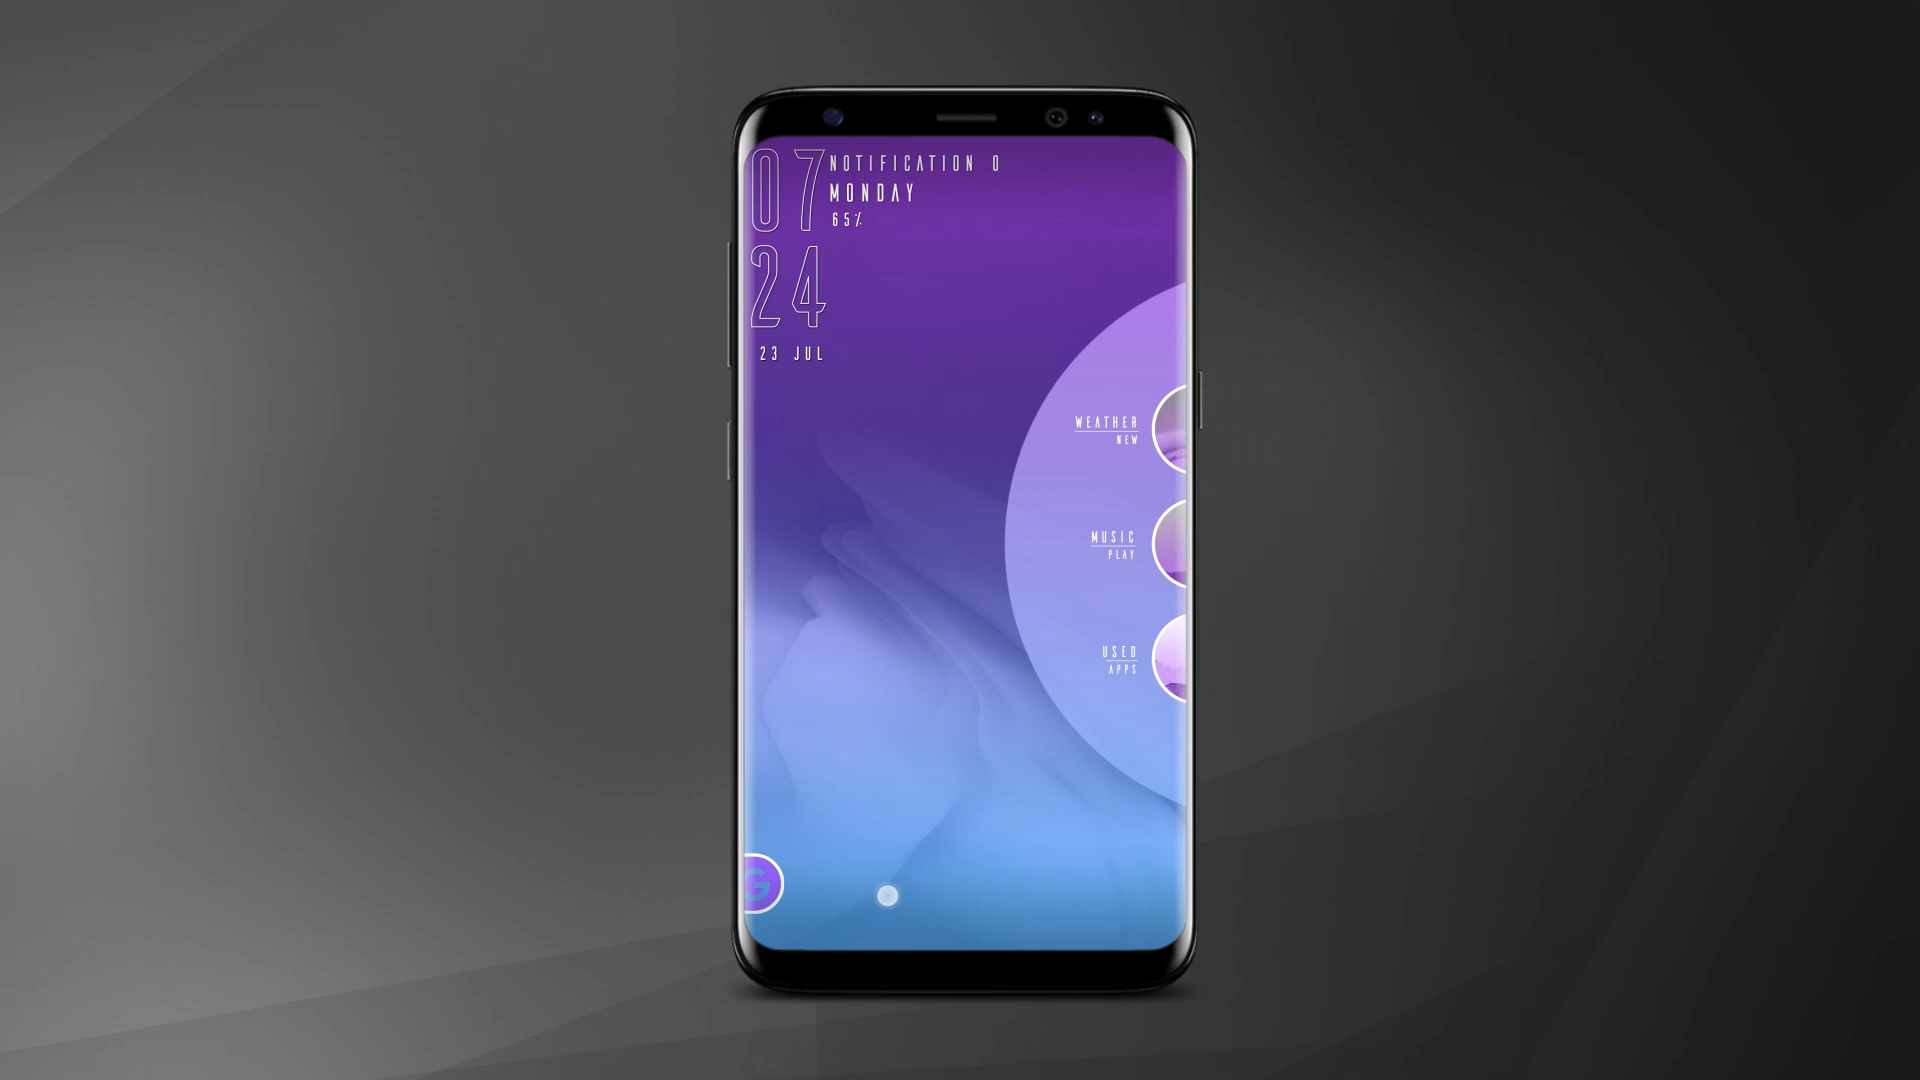 07
NOTIFICATION 0
MONDAY
65%
24
23 JUL
WEATHER
NEW
MUSIC
PLAY
USED
APPS
G